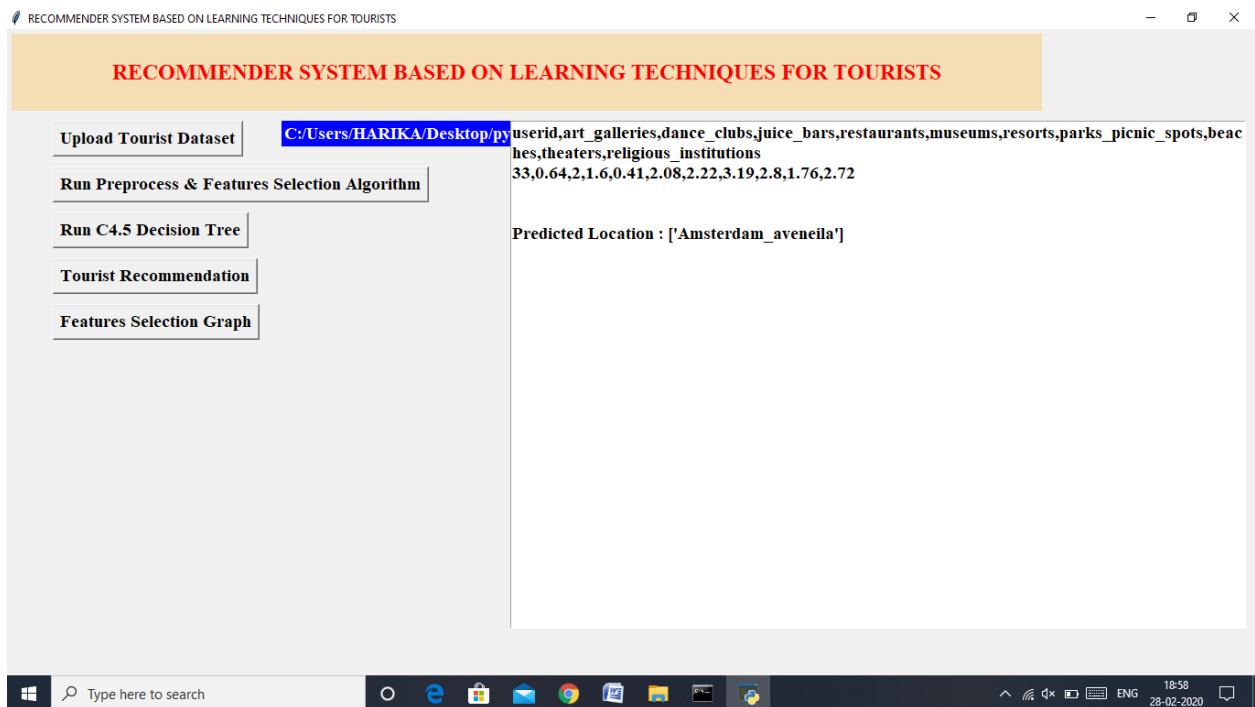 RECOMMENDER SYSTEM BASED ON LEARNING TECHNIQUES FOR TOURISTS
RECOMMENDER SYSTEM BASED ON LEARNING TECHNIQUES FOR TOURISTS
Upload Tourist Dataset
C:/Users/HARIKA/Desktop/py
Run Preprocess & Features Selection Algorithm
Run C4.5 Decision Tree
Tourist Recommendation
Features Selection Graph
userid,art_galleries,dance_clubs,juice_bars,restaurants,museums,resorts,parks_picnic_spots,beac
hes,theaters,religious_institutions
33,0.64,2,1.6,0.41,2.08,2.22,3.19,2.8,1.76,2.72
Predicted Location : ['Amsterdam_aveneila']
Type here to search
ENG
18:58
28-02-2020